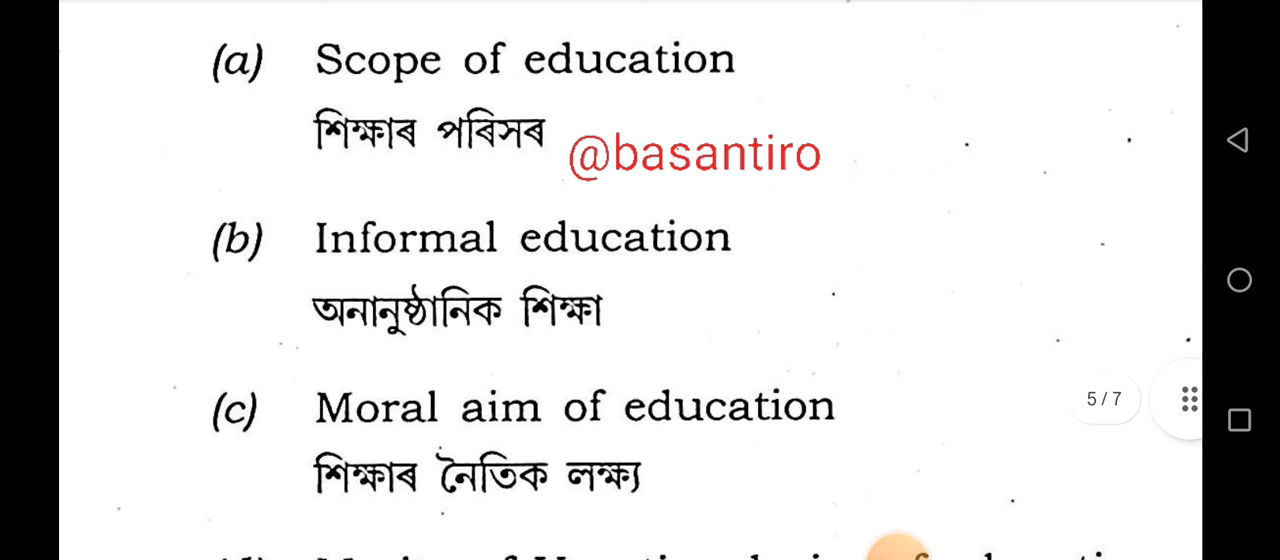 (a) Scope of education
শিক্ষাৰ পৰিসৰ
@basantiro
(b) Informal education
অনানুষ্ঠানিক শিক্ষা
(c) Moral aim of education
5 / 7
শিক্ষাৰ নৈতিক লক্ষ্য